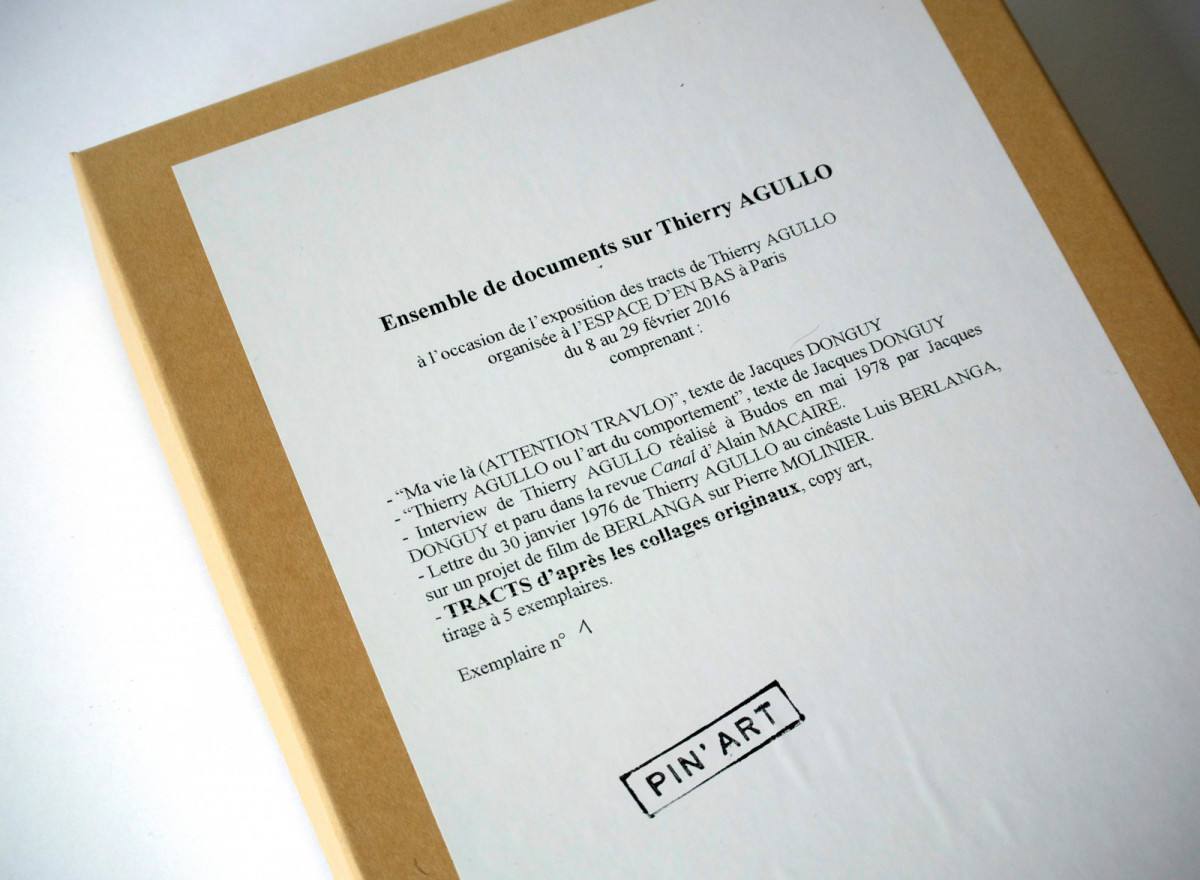 Ensemble de documents sur Thierry AGULLO
à l'occasion de l'exposition des tracts de Thierry AGULLO
organisée à l'ESPACE D'EN BAS à Paris
du 8 au 29 février 2016
comprenant :
- “Ma vie là (ATTENTION TRAVLO)”, texte de Jacques DONGUY
- “Thierry AGULLO ou l'art du comportement”, texte de Jacques DONGUY
- Interview de Thierry AGULLO réalisé à Budos en mai 1978 par Jacques
DONGUY et paru dans la revue Canal d'Alain MACAIRE.
- Lettre du 30 janvier 1976 de Thierry AGULLO au cinéaste Luis BERLANGA,
sur un projet de film de BERLANGA sur Pierre MOLINIER.
- TRACTS d'après les collages originaux, copy art,
tirage à 5 exemplaires.
Exemplaire n° 1
PIN'ART